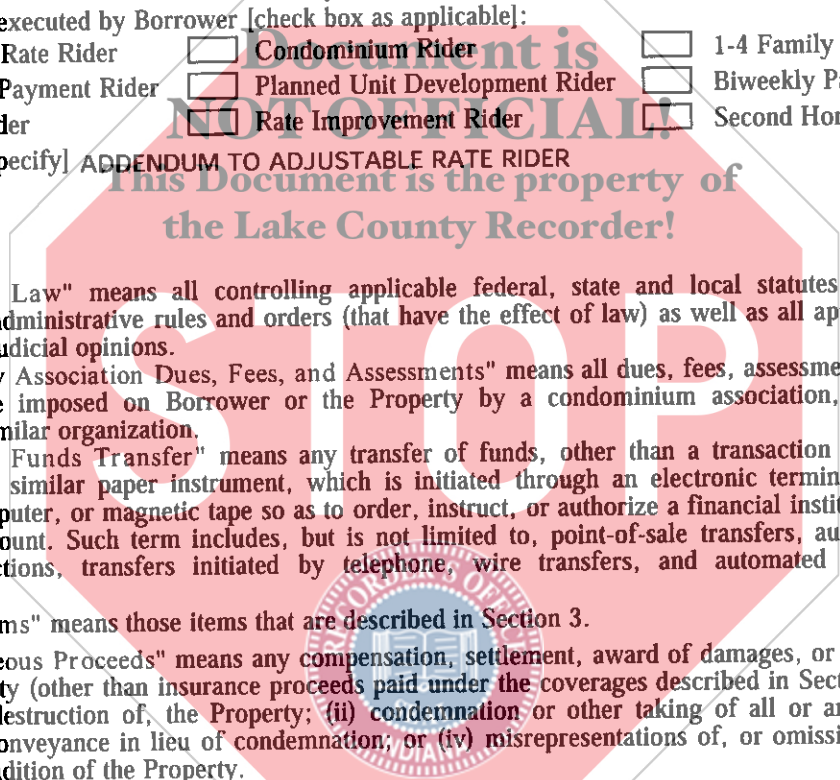 executed by Borrower [check box as applicable]:
Rate Rider Condominium Rider 1-4 Family
Payment Rider Planned Unit Development Rider Biweekly Pa
der Rate Improvement Rider Second Hom
pecify] ADDENDUM TO ADJUSTABLE RATE RIDER
Document is
NOT OFFICIAL!
This Document is the property of
the Lake County Recorder!
STOP
Law" means all controlling applicable federal, state and local statutes
dministrative rules and orders (that have the effect of law) as well as all ap
udicial opinions.
y Association Dues, Fees, and Assessments" means all dues, fees, assessme
e imposed on Borrower or the Property by a condominium association,
milar organization.
Funds Transfer" means any transfer of funds, other than a transaction
similar paper instrument, which is initiated through an electronic termin
puter, or magnetic tape so as to order, instruct, or authorize a financial instit
ount. Such term includes, but is not limited to, point-of-sale transfers, au
ctions, transfers initiated by telephone, wire transfers, and automated
ms" means those items that are described in Section 3.
eous Proceeds" means any compensation, settlement, award of damages, or
ty (other than insurance proceeds paid under the coverages described in Sect
destruction of, the Property; (ii) condemnation or other taking of all or an
onveyance in lieu of condemnation; or (iv) misrepresentations of, or omissi
dition of the Property.